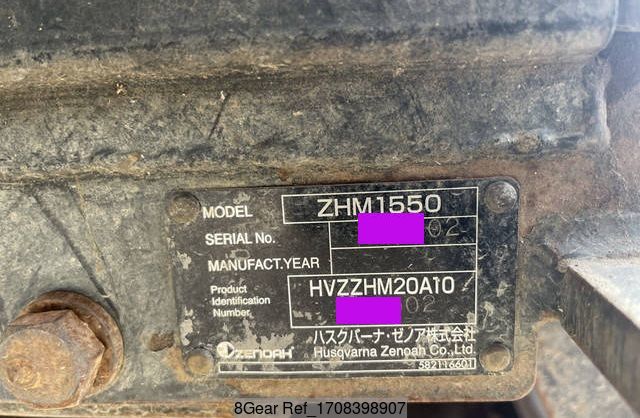 MODEL ZHM1550
SERIAL No. 02
MANUFACT.YEAR
Product Identification Number HVZZHM20A10
02
ハスクバーナ・ゼノア株式会社
ZENOAH Husqvarna Zenoah Co.,Ltd.
582116601
8Gear Ref_1708398907